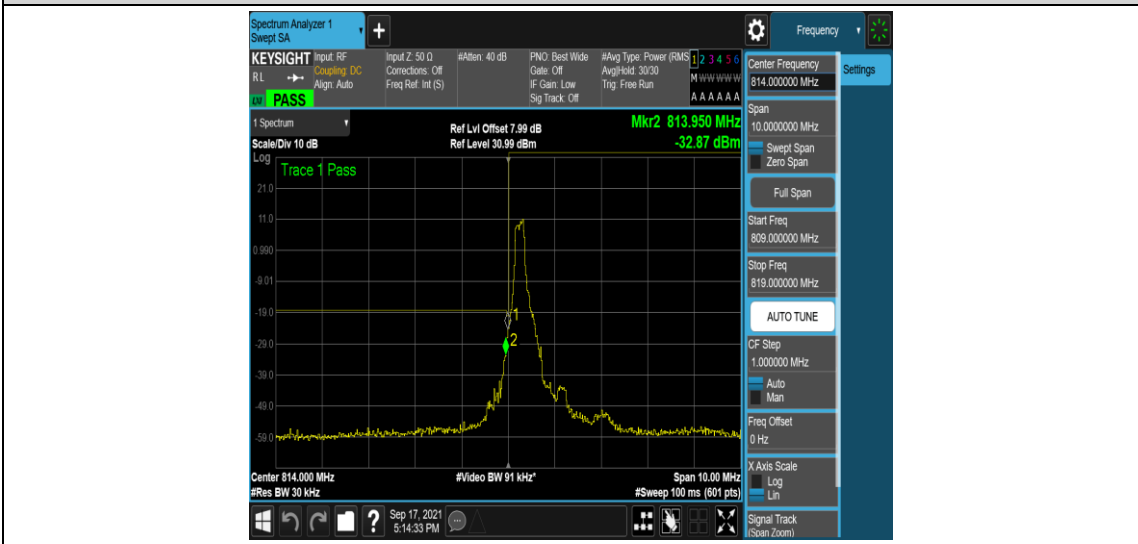 Spectrum Analyzer 1
Swept SA
+
Frequency
KEYSIGHT
RL
LXI
PASS
Input: RF
Coupling: DC
Align: Auto
Input Z: 50 Ω
Corrections: Off
Freq Ref: Int (S)
#Atten: 40 dB
PNO: Best Wide
Gate: Off
IF Gain: Low
Sig Track: Off
#Avg Type: Power (RMS
Avg|Hold: 30/30
Trig: Free Run
1 2 3 4 5 6
M W W W W W
A A A A A A
1 Spectrum
Scale/Div 10 dB
Ref Lvl Offset 7.99 dB
Ref Level 30.99 dBm
Mkr2 813.950 MHz
-32.87 dBm
Log
Trace 1 Pass
21.0
11.0
0.990
-9.01
-19.0
-29.0
-39.0
-49.0
-59.0
1
2
Center 814.000 MHz
#Res BW 30 kHz
#Video BW 91 kHz*
Span 10.00 MHz
#Sweep 100 ms (601 pts)
Center Frequency
814.000000 MHz
Settings
Span
10.0000000 MHz
Swept Span
Zero Span
Full Span
Start Freq
809.000000 MHz
Stop Freq
819.000000 MHz
AUTO TUNE
CF Step
1.000000 MHz
Auto
Man
Freq Offset
0 Hz
X Axis Scale
Log
Lin
Signal Track
(Span Zoom)
?
Sep 17, 2021
5:14:33 PM